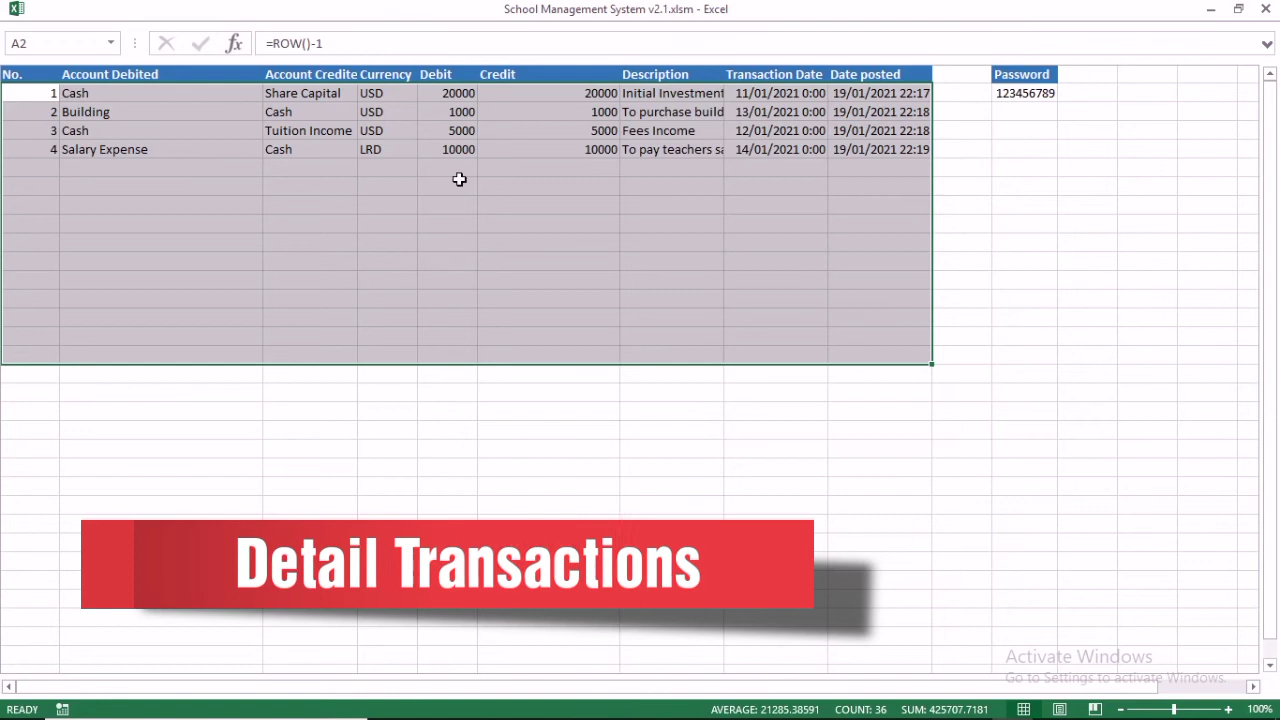 School Management System v2.1.xlsm - Excel
A2 fx =ROW()-1
No. Account Debited Account Credite Currency Debit Credit Description Transaction Date Date posted Password
1 Cash Share Capital USD 20000 20000 Initial Investment 11/01/2021 0:00 19/01/2021 22:17 123456789
2 Building Cash USD 1000 1000 To purchase build 13/01/2021 0:00 19/01/2021 22:18
3 Cash Tuition Income USD 5000 5000 Fees Income 12/01/2021 0:00 19/01/2021 22:18
4 Salary Expense Cash LRD 10000 10000 To pay teachers sa 14/01/2021 0:00 19/01/2021 22:19
Detail Transactions
Activate Windows
Go to Settings to activate Windows.
READY AVERAGE: 21285.38591 COUNT: 36 SUM: 425707.7181 100%